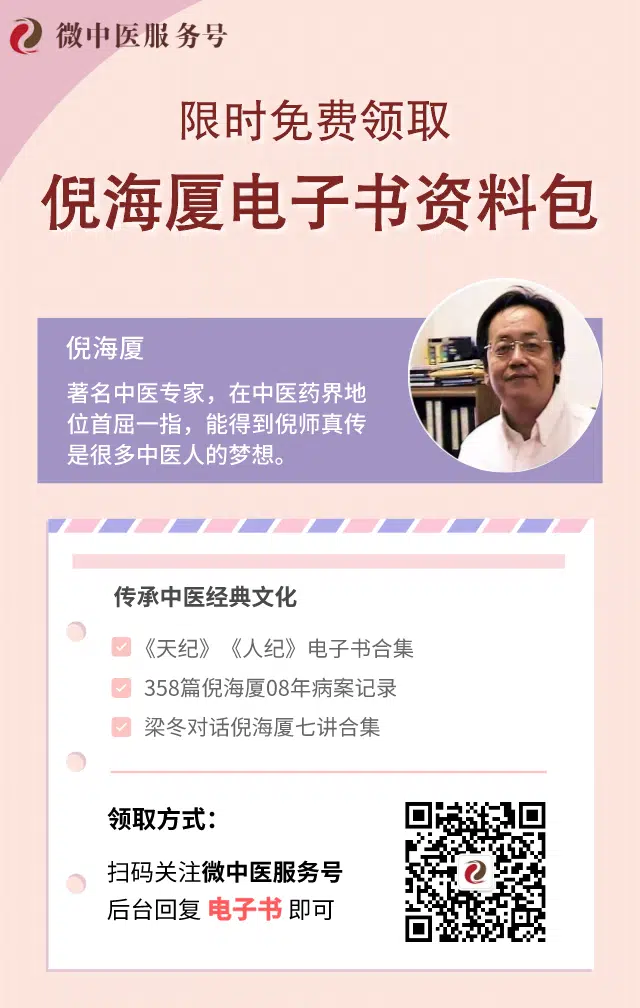 微中医服务号
限时免费领取
倪海厦电子书资料包
倪海厦
著名中医专家，在中医药界地
位首屈一指，能得到倪师真传
是很多中医人的梦想。
传承中医经典文化
《天纪》《人纪》电子书合集
358篇倪海厦08年病案记录
梁冬对话倪海厦七讲合集
领取方式：
扫码关注微中医服务号
后台回复 电子书 即可